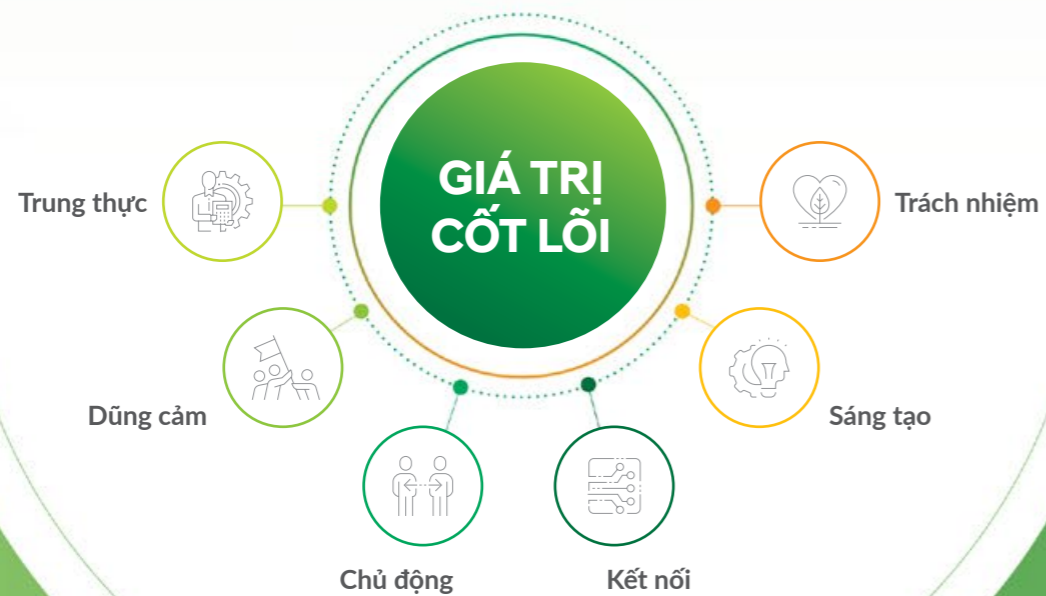 GIÁ TRỊ
CỐT LÕI
Trung thực
Trách nhiệm
Dũng cảm
Sáng tạo
Chủ động
Kết nối